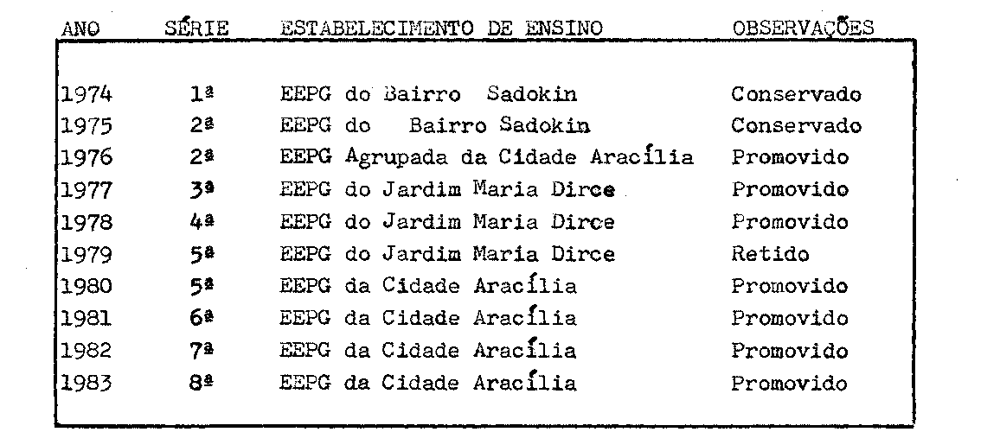 ANO SÉRIE ESTABELECIMENTO DE ENSINO OBSERVAÇÕES
1974 1ª EEPG do Bairro Sadokin Conservado
1975 2ª EEPG do Bairro Sadokin Conservado
1976 2ª EEPG Agrupada da Cidade Aracília Promovido
1977 3ª EEPG do Jardim Maria Dirce Promovido
1978 4ª EEPG do Jardim Maria Dirce Promovido
1979 5ª EEPG do Jardim Maria Dirce Retido
1980 5ª EEPG da Cidade Aracília Promovido
1981 6ª EEPG da Cidade Aracília Promovido
1982 7ª EEPG da Cidade Aracília Promovido
1983 8ª EEPG da Cidade Aracília Promovido